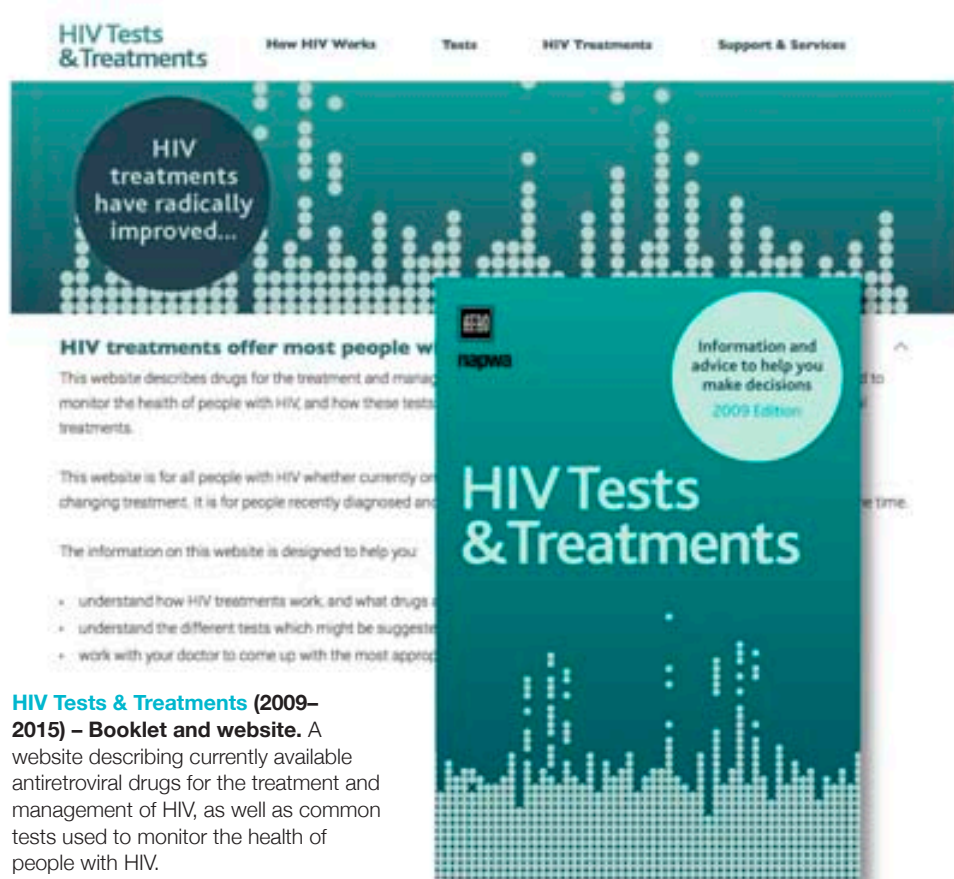 HIV Tests
& Treatments
How HIV Works Tests HIV Treatments Support & Services
HIV
treatments
have radically
improved...
HIV treatments offer most people w
This website describes drugs for the treatment and manag d to
monitor the health of people with HIV, and how these tests
treatments.
This website is for all people with HIV whether currently on
changing treatment. It is for people recently diagnosed and e time.
The information on this website is designed to help you:
• understand how HIV treatments work, and what drugs a
• understand the different tests which might be suggeste
• work with your doctor to come up with the most approp
afao
napwa
Information and
advice to help you
make decisions
2009 Edition
HIV Tests
& Treatments
HIV Tests & Treatments (2009–
2015) – Booklet and website. A
website describing currently available
antiretroviral drugs for the treatment and
management of HIV, as well as common
tests used to monitor the health of
people with HIV.